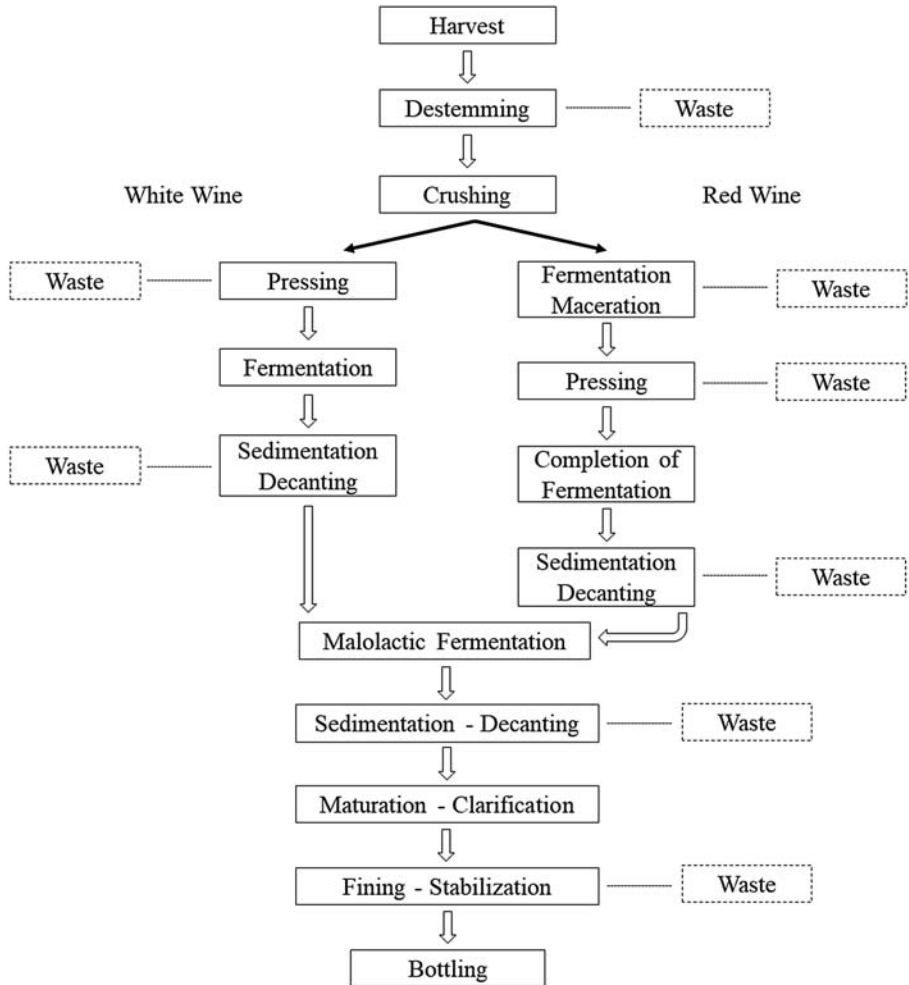 Harvest
Destemming
Waste
Crushing
White Wine
Red Wine
Waste
Pressing
Fermentation
Maceration
Waste
Fermentation
Pressing
Waste
Waste
Sedimentation
Decanting
Completion of
Fermentation
Sedimentation
Decanting
Waste
Malolactic Fermentation
Sedimentation - Decanting
Waste
Maturation - Clarification
Fining - Stabilization
Waste
Bottling